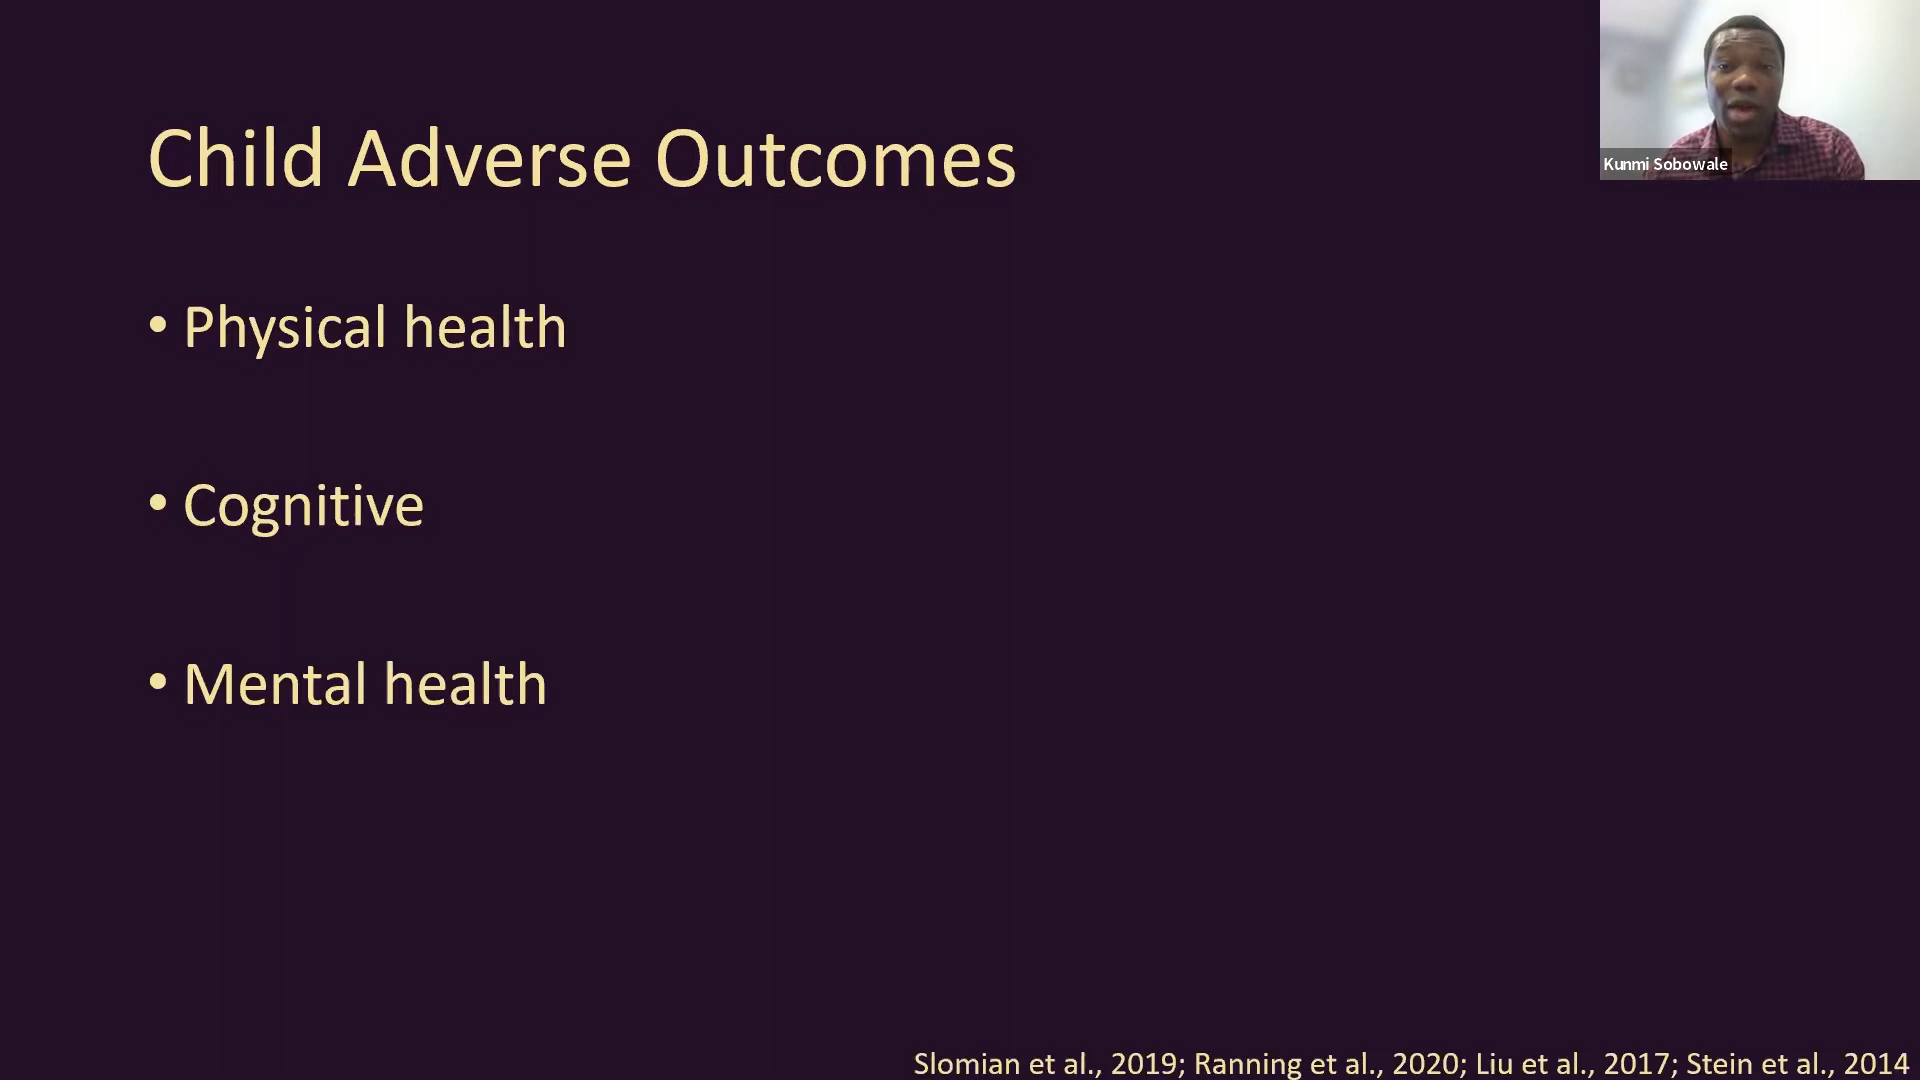 Child Adverse Outcomes
Kunmi Sobowale
• Physical health
• Cognitive
• Mental health
Slomian et al., 2019; Ranning et al., 2020; Liu et al., 2017; Stein et al., 2014